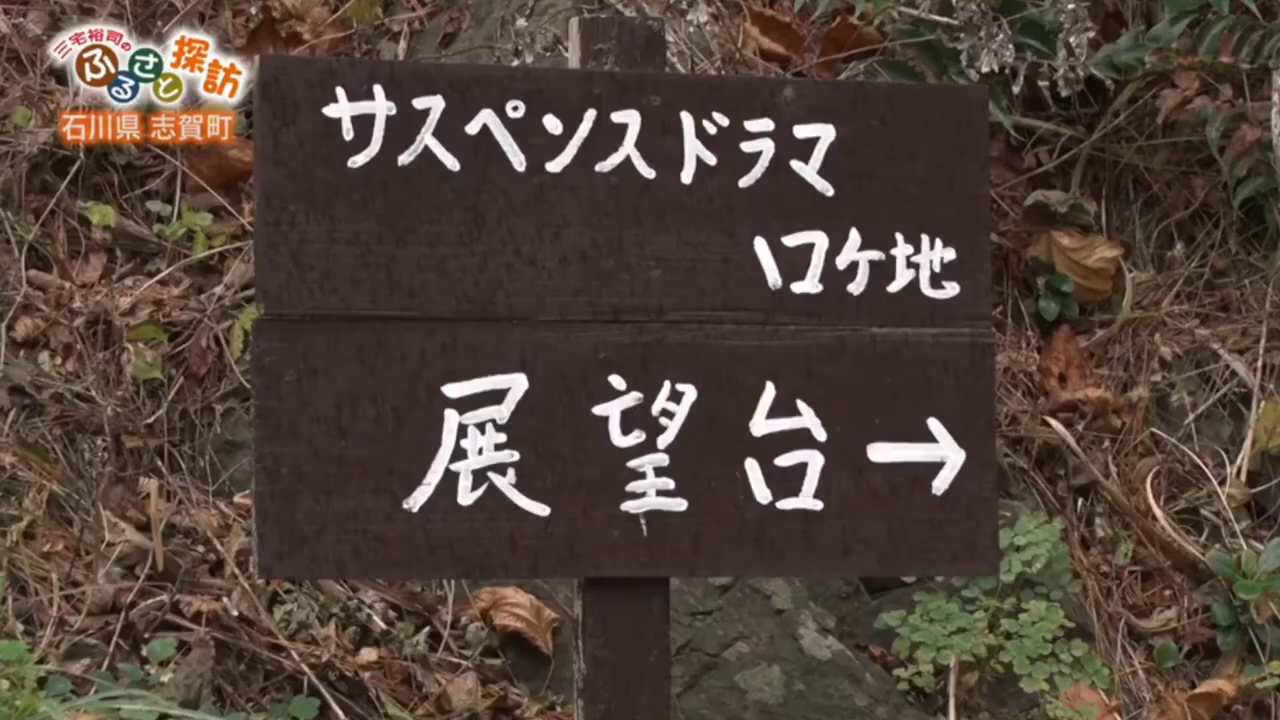 三宅裕司の
ふるさと探訪
石川県 志賀町
サスペンスドラマ
ロケ地
展望台→